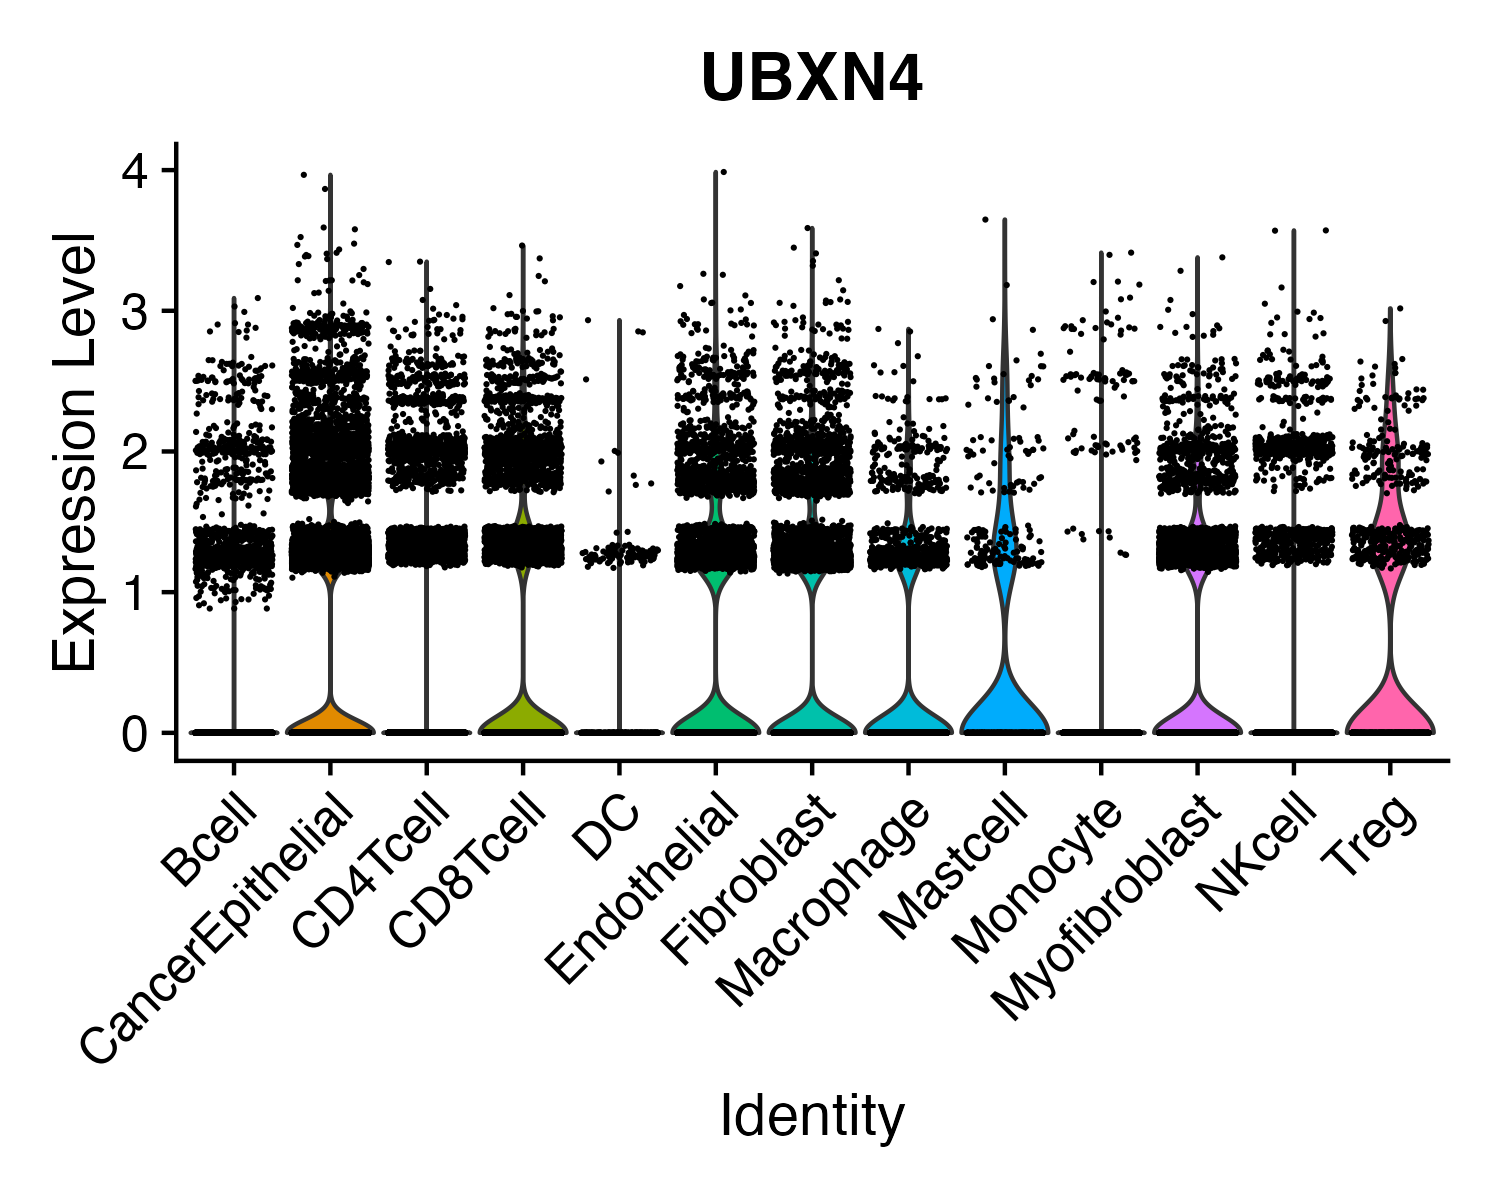 UBXN4
Expression Level
4
3
2
1
0
Bcell
CancerEpithelial
CD4Tcell
CD8Tcell
DC
Endothelial
Fibroblast
Macrophage
Mastcell
Monocyte
Myofibroblast
NKcell
Treg
Identity